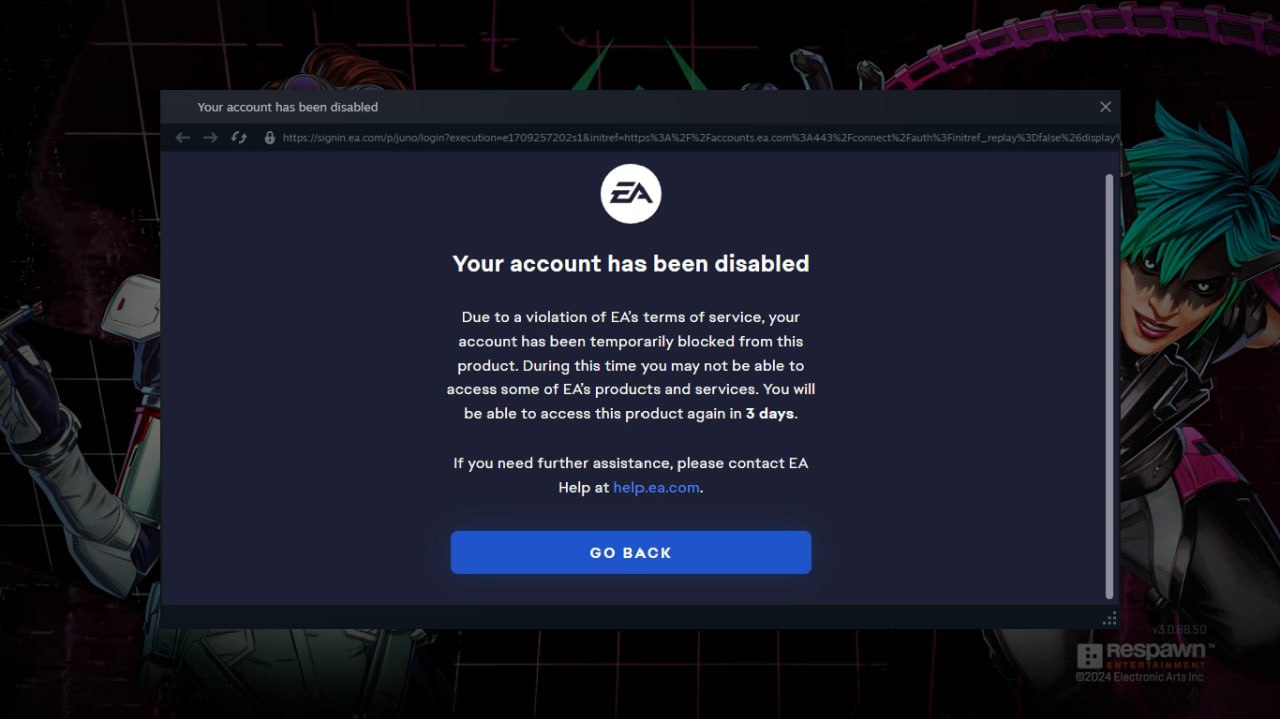 Your account has been disabled
https://signin.ea.com/p/juno/login?execution=e1709257202s1&initref=https%3A%2F%2Faccounts.ea.com%3A443%2Fconnect%2Fauth%3Finitref_replay%3Dfalse%26display%
EA
Your account has been disabled
Due to a violation of EA's terms of service, your
account has been temporarily blocked from this
product. During this time you may not be able to
access some of EA's products and services. You will
be able to access this product again in 3 days.
If you need further assistance, please contact EA
Help at help.ea.com.
GO BACK
v3.0.68.50
Respawn™
ENTERTAINMENT
©2024 Electronic Arts Inc.